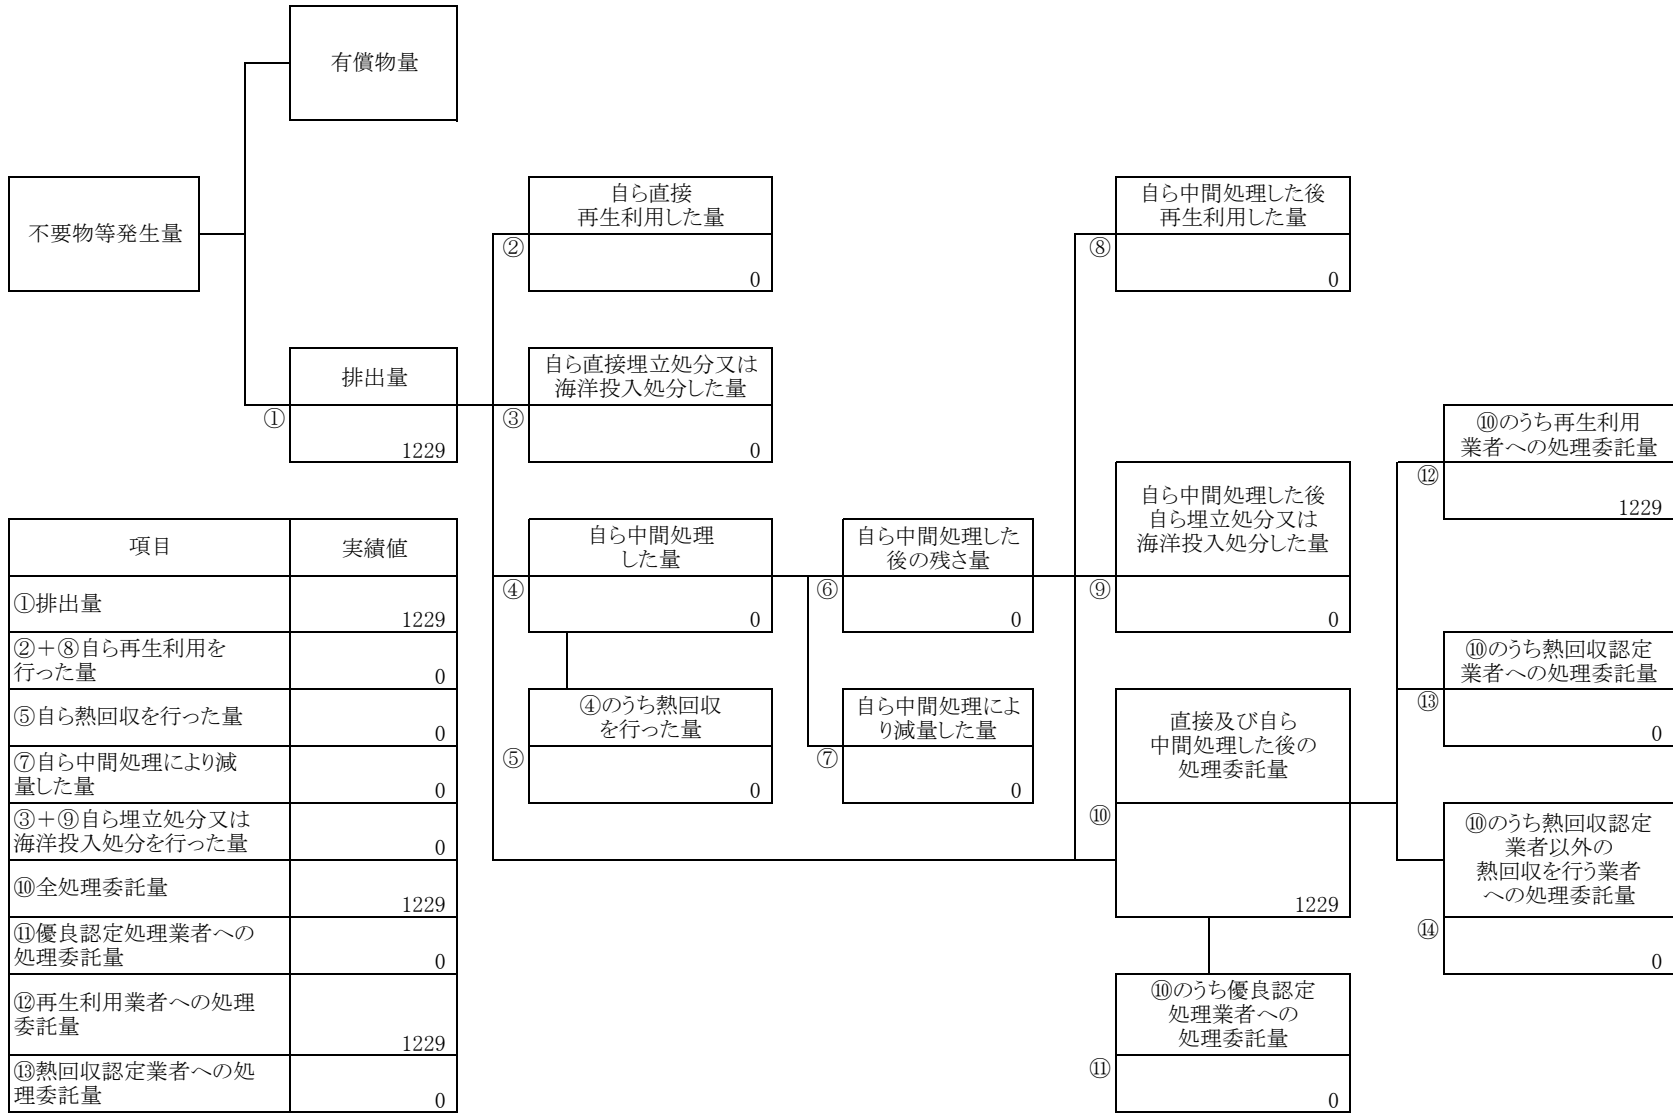 有償物量
不要物等発生量
自ら直接
再生利用した量
②
0
自ら中間処理した後
再生利用した量
⑧
0
排出量
①
1229
自ら直接埋立処分又は
海洋投入処分した量
③
0
⑩のうち再生利用
業者への処理委託量
⑫
1229
自ら中間処理した後
自ら埋立処分又は
海洋投入処分した量
⑨
0
自ら中間処理
した量
④
0
自ら中間処理した
後の残さ量
⑥
0
⑩のうち熱回収認定
業者への処理委託量
⑬
0
④のうち熱回収
を行った量
⑤
0
自ら中間処理によ
り減量した量
⑦
0
直接及び自ら
中間処理した後の
処理委託量
⑩
1229
⑩のうち熱回収認定
業者以外の
熱回収を行う業者
への処理委託量
⑭
0
⑩のうち優良認定
処理業者への
処理委託量
⑪
0
項目 実績値
①排出量 1229
②+⑧自ら再生利用を
行った量 0
⑤自ら熱回収を行った量 0
⑦自ら中間処理により減
量した量 0
③+⑨自ら埋立処分又は
海洋投入処分を行った量 0
⑩全処理委託量 1229
⑪優良認定処理業者への
処理委託量 0
⑫再生利用業者への処理
委託量 1229
⑬熱回収認定業者への処
理委託量 0